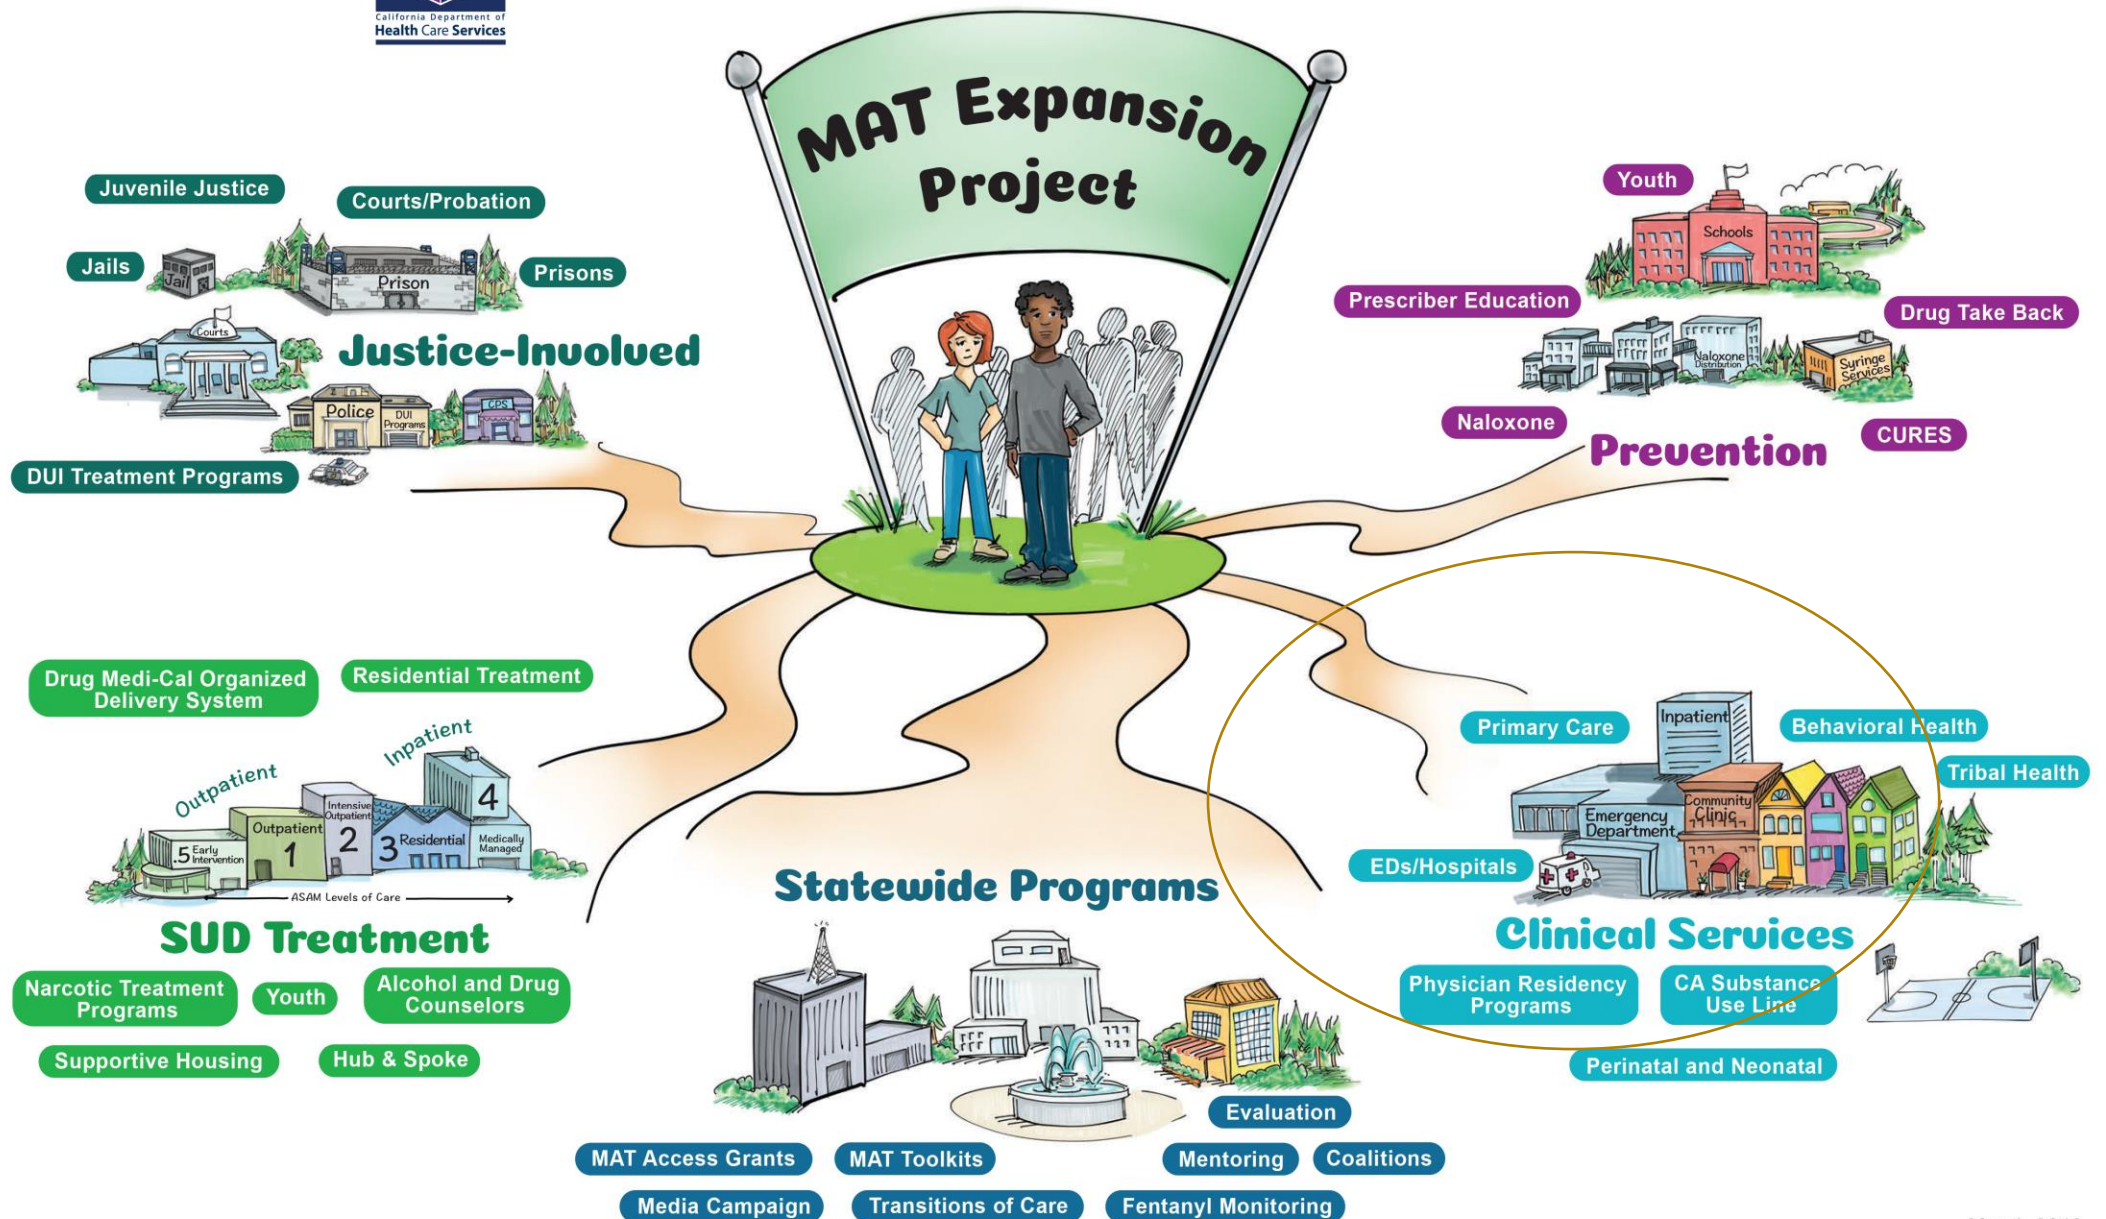 California Department of
Health Care Services
MAT Expansion
Project
Juvenile Justice
Courts/Probation
Jails
Jail
Prison
Prisons
Courts
Justice-Involved
Police
DUI
Programs
CPS
DUI Treatment Programs
Youth
Schools
Prescriber Education
Drug Take Back
Naloxone
Distribution
Syringe
Services
Naloxone
CURES
Prevention
Drug Medi-Cal Organized
Delivery System
Residential Treatment
Outpatient
Inpatient
.5 Early
Intervention
Outpatient
1
Intensive
Outpatient
2
3 Residential
4
Medically
Managed
ASAM Levels of Care
SUD Treatment
Narcotic Treatment
Programs
Youth
Alcohol and Drug
Counselors
Supportive Housing
Hub & Spoke
Statewide Programs
Evaluation
MAT Access Grants
MAT Toolkits
Mentoring
Coalitions
Media Campaign
Transitions of Care
Fentanyl Monitoring
Primary Care
Inpatient
Behavioral Health
Tribal Health
Emergency
Department
Community
Clinic
EDs/Hospitals
Clinical Services
Physician Residency
Programs
CA Substance
Use Line
Perinatal and Neonatal